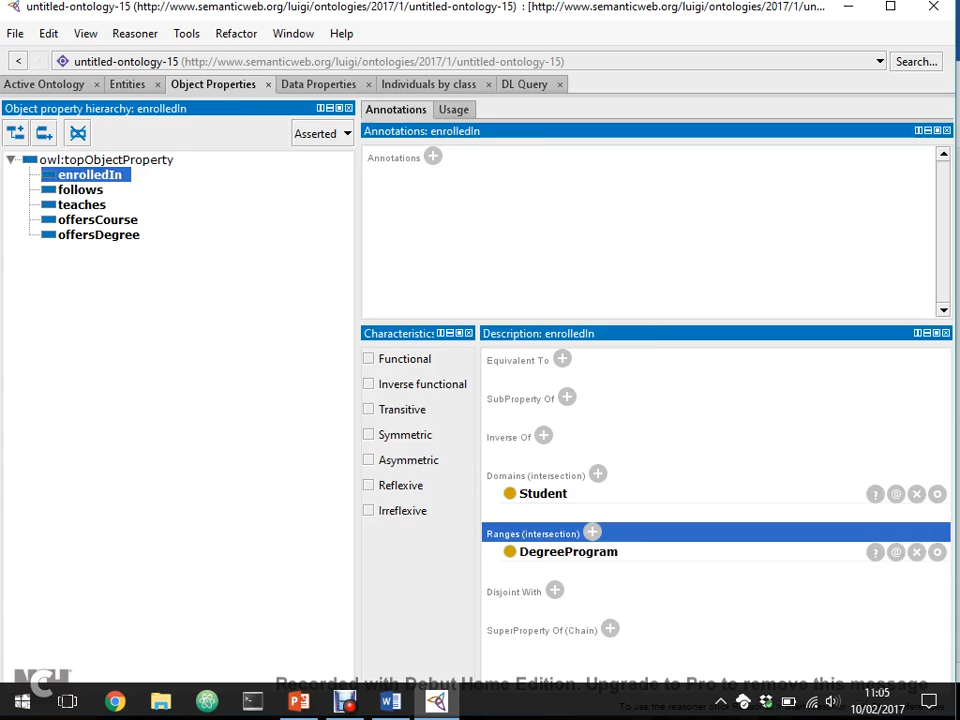 untitled-ontology-15 (http://www.semanticweb.org/luigi/ontologies/2017/1/untitled-ontology-15) : [http://www.semanticweb.org/luigi/ontologies/2017/1/un...
File Edit View Reasoner Tools Refactor Window Help
< > untitled-ontology-15 (http://www.semanticweb.org/luigi/ontologies/2017/1/untitled-ontology-15) Search...
Active Ontology × Entities × Object Properties × Data Properties × Individuals by class × DL Query ×
Object property hierarchy: enrolledIn
Asserted
owl:topObjectProperty
enrolledIn
follows
teaches
offersCourse
offersDegree
Annotations Usage
Annotations: enrolledIn
Annotations
Characteristic:
Functional
Inverse functional
Transitive
Symmetric
Asymmetric
Reflexive
Irreflexive
Description: enrolledIn
Equivalent To
SubProperty Of
Inverse Of
Domains (intersection)
Student
Ranges (intersection)
DegreeProgram
Disjoint With
SuperProperty Of (Chain)
NCH
Recorded with Debut Home Edition. Upgrade to Pro to remove this message
11:05
10/02/2017